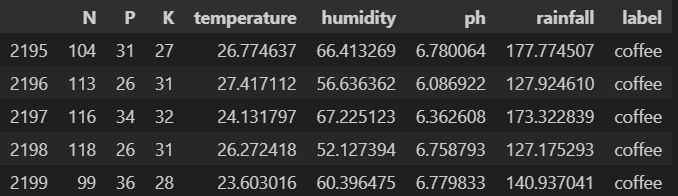 N P K temperature humidity ph rainfall label
2195 104 31 27 26.774637 66.413269 6.780064 177.774507 coffee
2196 113 26 31 27.417112 56.636362 6.086922 127.924610 coffee
2197 116 34 32 24.131797 67.225123 6.362608 173.322839 coffee
2198 118 26 31 26.272418 52.127394 6.758793 127.175293 coffee
2199 99 36 28 23.603016 60.396475 6.779833 140.937041 coffee